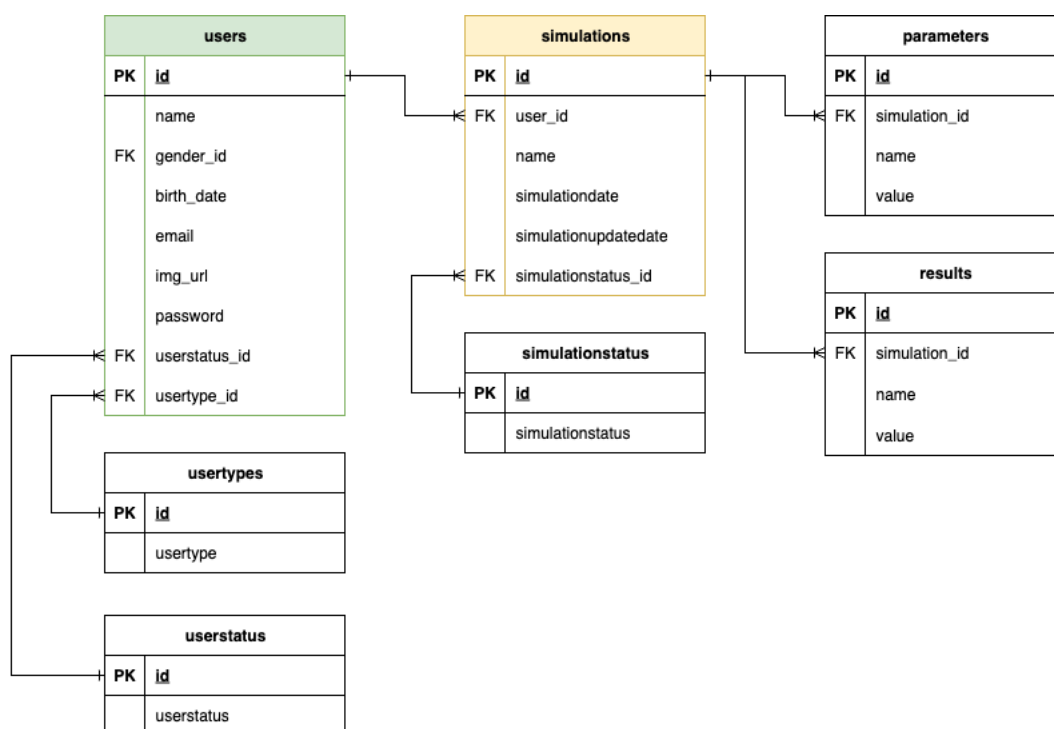 users
PK id
name
FK gender_id
birth_date
email
img_url
password
FK userstatus_id
FK usertype_id
usertypes
PK id
usertype
userstatus
PK id
userstatus
simulations
PK id
FK user_id
name
simulationdate
simulationupdatedate
FK simulationstatus_id
simulationstatus
PK id
simulationstatus
parameters
PK id
FK simulation_id
name
value
results
PK id
FK simulation_id
name
value